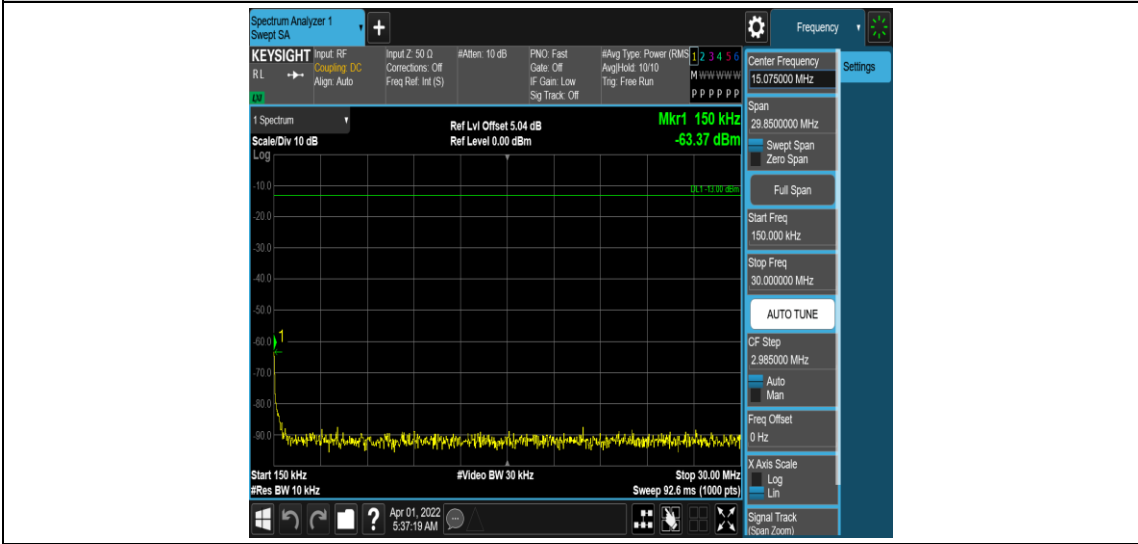 Spectrum Analyzer 1
Swept SA
+
Frequency
KEYSIGHT
RL
LXI
Input: RF
Coupling: DC
Align: Auto
Input Z: 50 Ω
Corrections: Off
Freq Ref: Int (S)
#Atten: 10 dB
PNO: Fast
Gate: Off
IF Gain: Low
Sig Track: Off
#Avg Type: Power (RMS
Avg|Hold: 10/10
Trig: Free Run
1 2 3 4 5 6
M W W W W W
P P P P P P
1 Spectrum
Scale/Div 10 dB
Log
Ref Lvl Offset 5.04 dB
Ref Level 0.00 dBm
Mkr1 150 kHz
-63.37 dBm
DL1 -13.00 dBm
-10.0
-20.0
-30.0
-40.0
-50.0
-60.0
1
-70.0
-80.0
-90.0
Start 150 kHz
#Video BW 30 kHz
Stop 30.00 MHz
#Res BW 10 kHz
Sweep 92.6 ms (1000 pts)
?
Apr 01, 2022
5:37:19 AM
Center Frequency
15.075000 MHz
Settings
Span
29.8500000 MHz
Swept Span
Zero Span
Full Span
Start Freq
150.000 kHz
Stop Freq
30.000000 MHz
AUTO TUNE
CF Step
2.985000 MHz
Auto
Man
Freq Offset
0 Hz
X Axis Scale
Log
Lin
Signal Track
(Span Zoom)